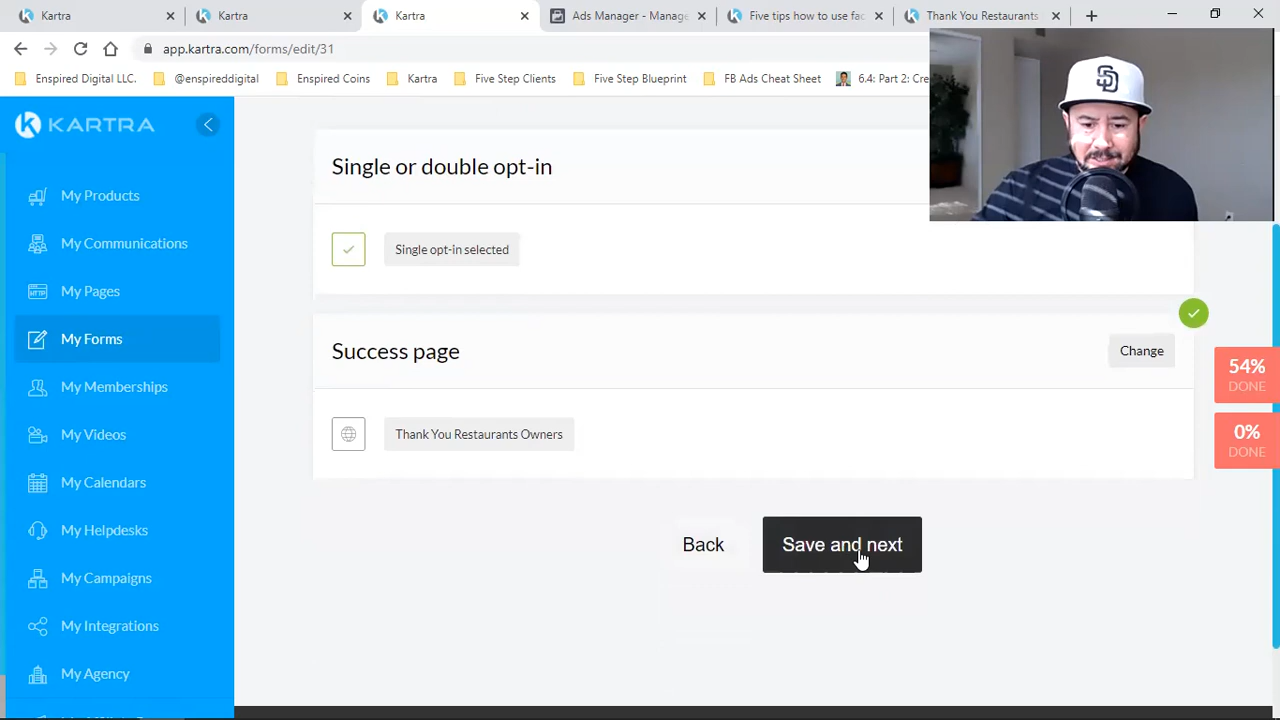 Kartra
Kartra
Kartra
Ads Manager - Manage
Five tips how to use fac
Thank You Restaurants
app.kartra.com/forms/edit/31
Enspired Digital LLC.
@enspireddigital
Enspired Coins
Kartra
Five Step Clients
Five Step Blueprint
FB Ads Cheat Sheet
6.4: Part 2: Cre
KARTRA
SD
My Products
My Communications
My Pages
My Forms
My Memberships
My Videos
My Calendars
My Helpdesks
My Campaigns
My Integrations
My Agency
Single or double opt-in
Single opt-in selected
Success page
Change
Thank You Restaurants Owners
54%
DONE
0%
DONE
Back
Save and next